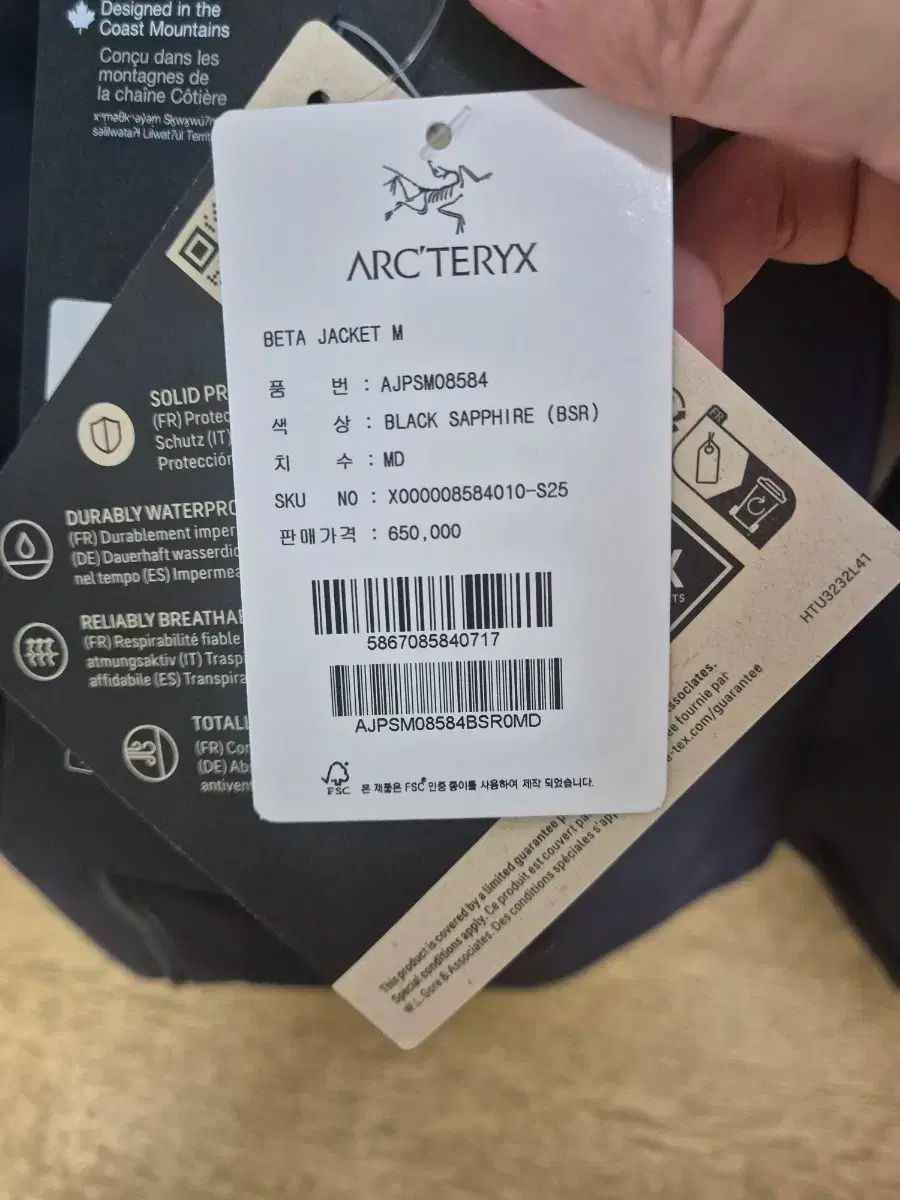 Designed in the
Coast Mountains
Conçu dans les
montagnes de
la chaîne Côtière
ARC'TERYX
BETA JACKET M
품 번 : AJPSM08584
색 상 : BLACK SAPPHIRE (BSR)
치 수 : MD
SKU NO : X000008584010-S25
판매가격 : 650,000
5867085840717
AJPSM08584BSR0MD
FSC 본 제품은 FSC® 인증 종이를 사용하여 제작 되었습니다.
SOLID PR
(FR) Protec
Schutz (IT)
Protección
DURABLY WATERPRO
(FR) Durablement imper
(DE) Dauerhaft wasserdic
nel tempo (ES) Impermea
RELIABLY BREATHA
(FR) Respirabilité fiable
atmungsaktiv (IT) Trasp
affidabile (ES) Transpira
TOTALL
(FR) Co
(DE) Ab
antiven
FR
X
TS
HTU3232L41
ssociates.
e fournie par
e-tex.com/guarantee
This product is covered by a limited guarantee
Special conditions apply. Ce produit est couvert pa
W.L. Gore & Associates. Des conditions spéciales s'ap